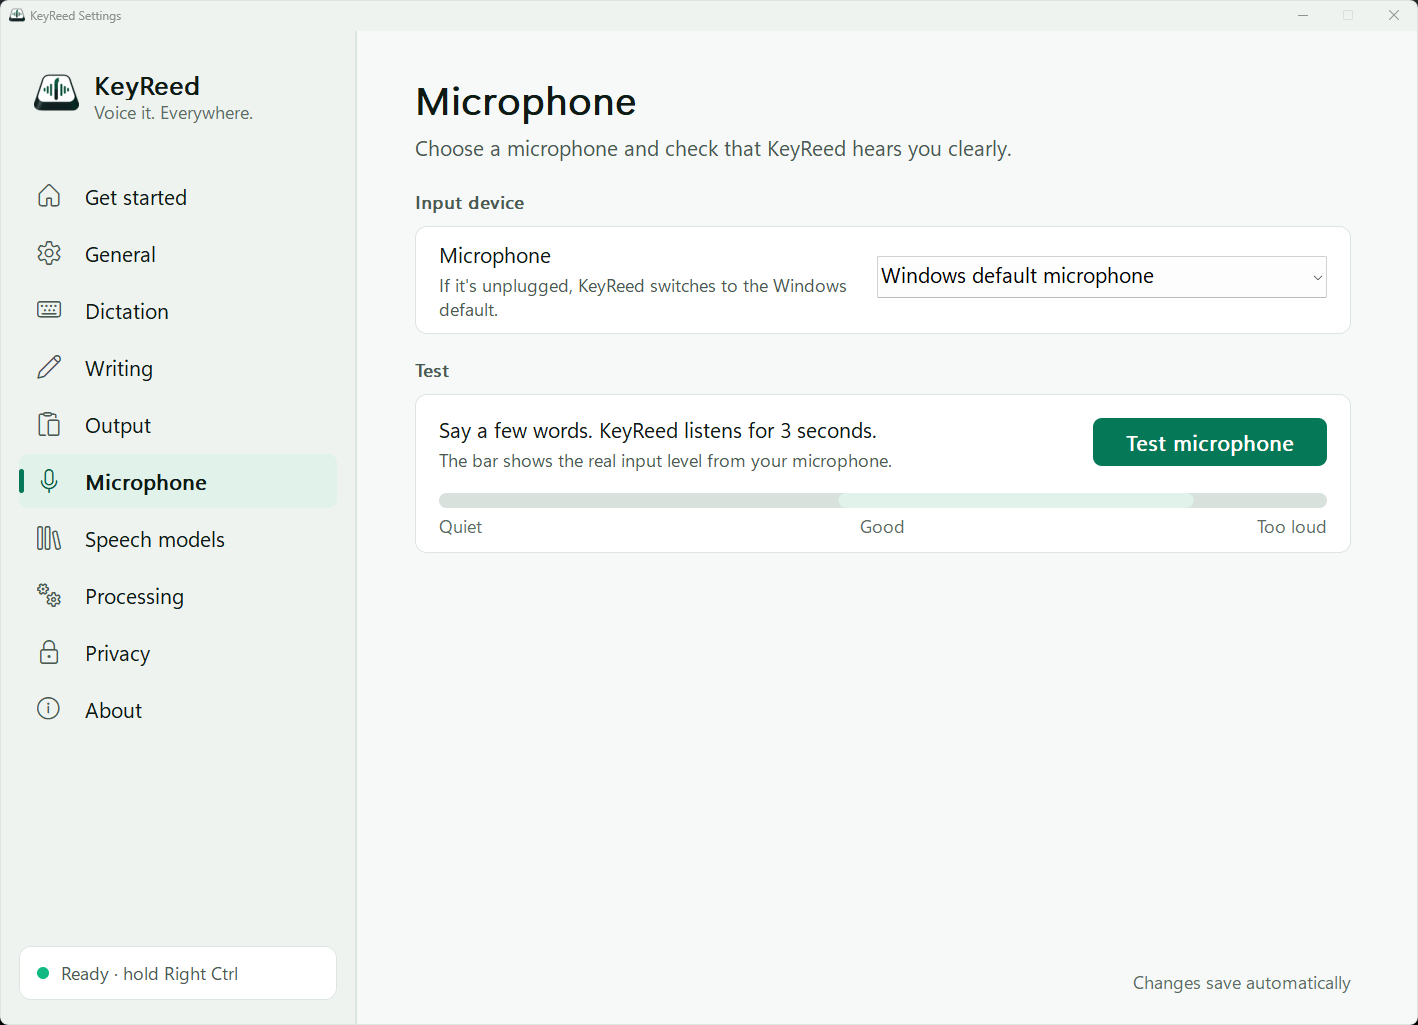 KeyReed Settings
KeyReed
Voice it. Everywhere.
Get started
General
Dictation
Writing
Output
Microphone
Speech models
Processing
Privacy
About
Ready · hold Right Ctrl
Microphone
Choose a microphone and check that KeyReed hears you clearly.
Input device
Microphone
If it's unplugged, KeyReed switches to the Windows
default.
Windows default microphone
Test
Say a few words. KeyReed listens for 3 seconds.
The bar shows the real input level from your microphone.
Test microphone
Quiet
Good
Too loud
Changes save automatically